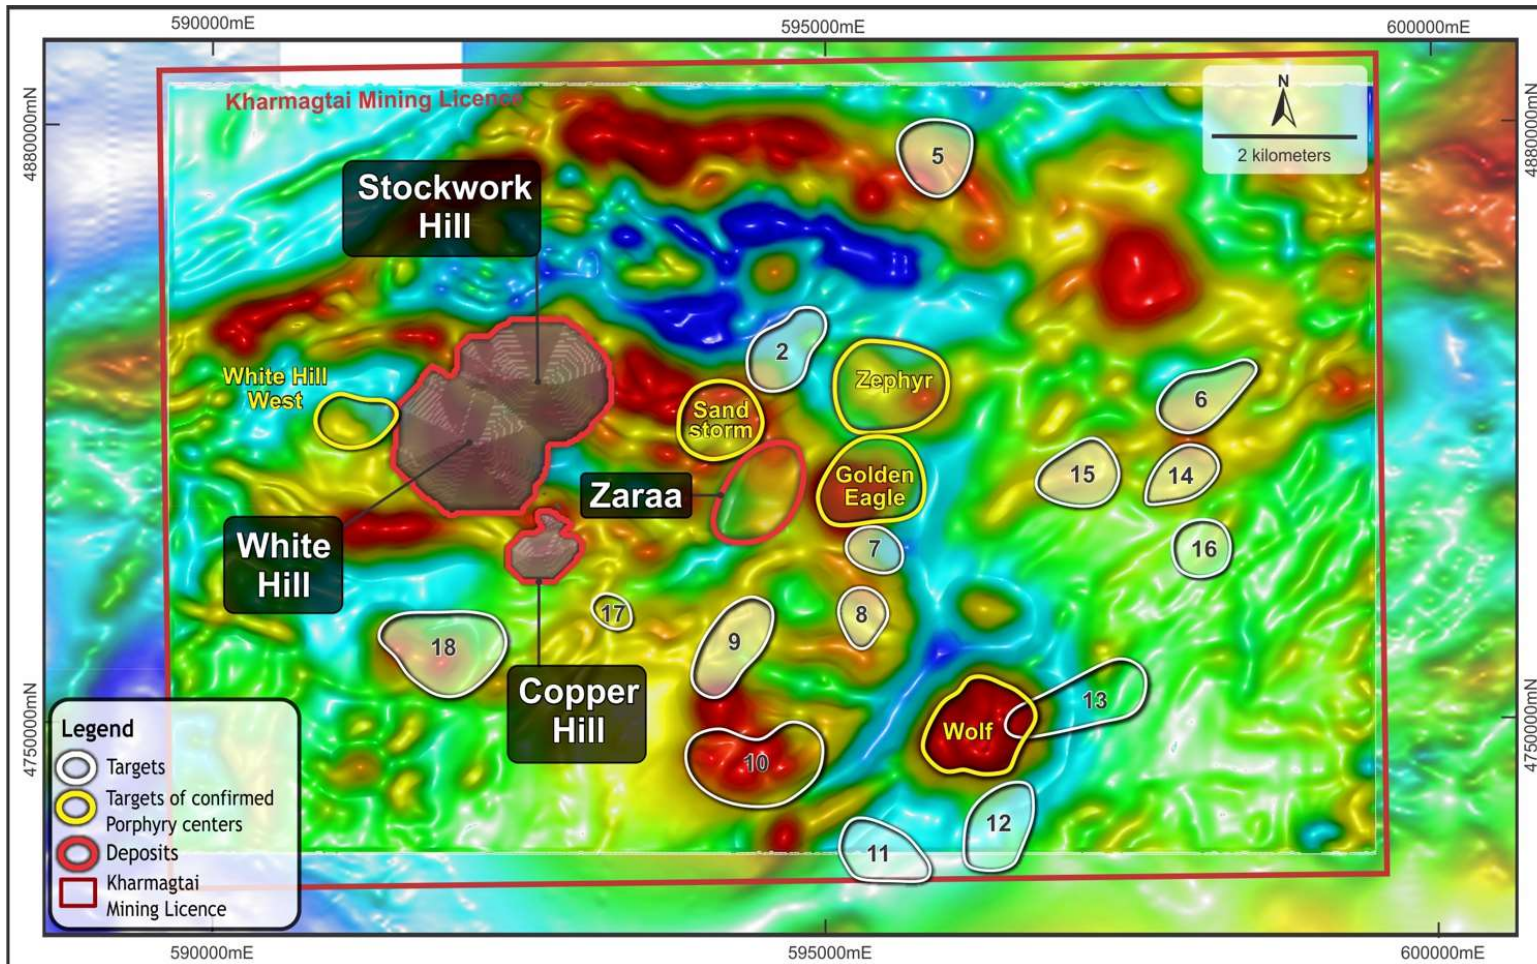 590000mE
595000mE
600000mE
4880000mN
4880000mN
Kharmagtai Mining Licence
N
2 kilometers
5
Stockwork
Hill
2
White Hill
West
Zephyr
Sand
storm
6
Golden
Eagle
15
14
Zaraa
White
Hill
7
16
17
8
9
18
Copper
Hill
13
Wolf
10
12
11
4750000mN
4750000mN
Legend
Targets
Targets of confirmed
Porphyry centers
Deposits
Kharmagtai
Mining Licence
590000mE
595000mE
600000mE